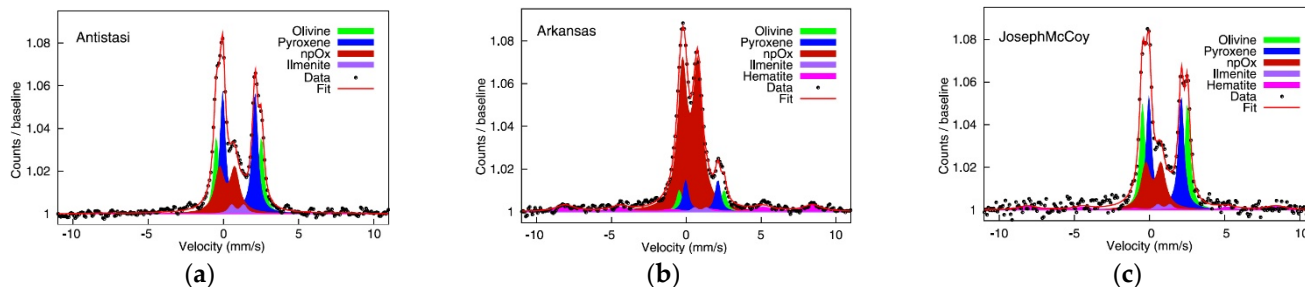 Antistasi
Olivine
Pyroxene
npOx
Ilmenite
Data
Fit
Counts / baseline
1.08
1.06
1.04
1.02
1
-10 -5 0 5 10
Velocity (mm/s)
(a)
Arkansas
Olivine
Pyroxene
npOx
Ilmenite
Hematite
Data
Fit
Counts / baseline
1.08
1.06
1.04
1.02
1
-10 -5 0 5 10
Velocity (mm/s)
(b)
JosephMcCoy
Olivine
Pyroxene
npOx
Ilmenite
Hematite
Data
Fit
Counts / baseline
1.08
1.06
1.04
1.02
1
-10 -5 0 5 10
Velocity (mm/s)
(c)